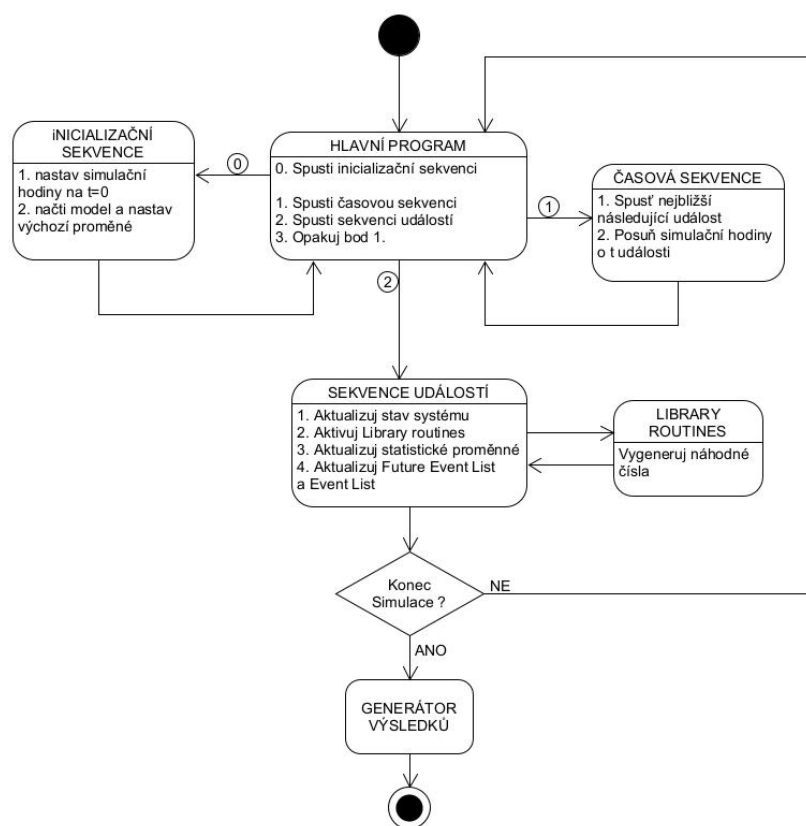 iNICIALIZAČNÍ
SEKVENCE
1. nastav simulační
hodiny na t=0
2. načti model a nastav
výchozí proměné
0
HLAVNÍ PROGRAM
0. Spusti inicializační sekvenci
1. Spusti časovou sekvenci
2. Spusti sekvenci událostí
3. Opakuj bod 1.
1
ČASOVÁ SEKVENCE
1. Spusť nejbližší
následující událost
2. Posuň simulační hodiny
o t události
2
SEKVENCE UDÁLOSTÍ
1. Aktualizuj stav systému
2. Aktivuj Library routines
3. Aktualizuj statistické proměnné
4. Aktualizuj Future Event List
a Event List
LIBRARY
ROUTINES
Vygeneruj náhodné
čísla
Konec
Simulace ?
NE
ANO
GENERÁTOR
VÝSLEDKŮ